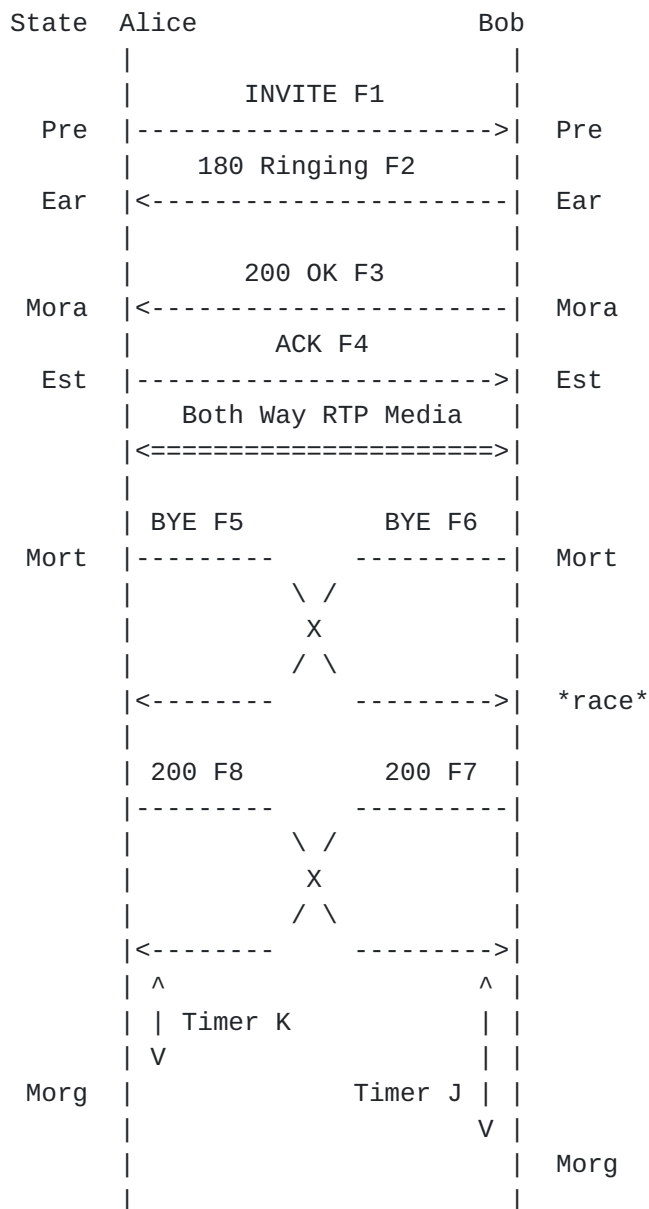 State  Alice                  Bob
       |                        |
       |       INVITE F1        |
  Pre  |----------------------->|  Pre
       |    180 Ringing F2      |
  Ear  |<-----------------------|  Ear
       |                        |
       |       200 OK F3        |
 Mora  |<-----------------------|  Mora
       |         ACK F4         |
  Est  |----------------------->|  Est
       |   Both Way RTP Media   |
       |<======================>|
       |                        |
       | BYE F5         BYE F6  |
 Mort  |---------     ----------|  Mort
       |          \ /           |
       |           X            |
       |          / \           |
       |<--------     --------->|  *race*
       |                        |
       | 200 F8         200 F7  |
       |---------     ----------|
       |          \ /           |
       |           X            |
       |          / \           |
       |<--------     --------->|
       | ^                    ^ |
       | | Timer K            | |
       | V                    | |
 Morg  |              Timer J | |
       |                      V |
       |                        |  Morg
       |                        |